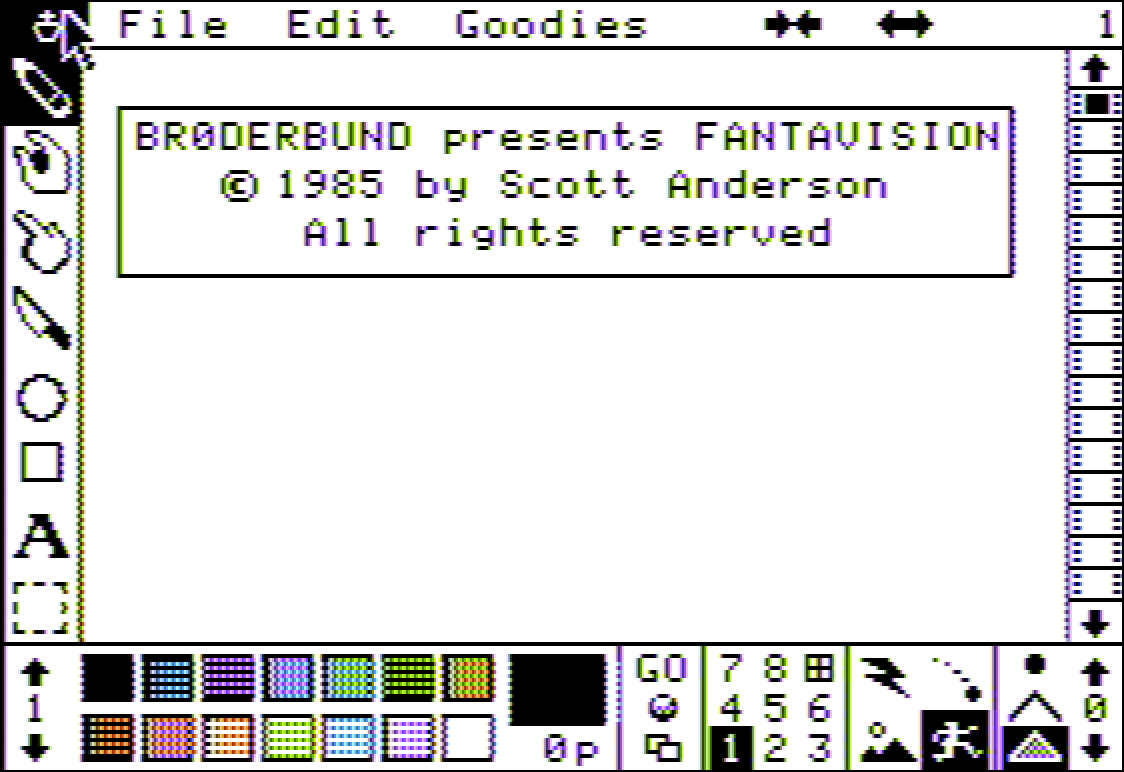 File Edit Goodies 1
BRØDERBUND presents FANTAVISION
© 1985 by Scott Anderson
All rights reserved
A
GO 7 8
1 4 5 6 0
0p 1 2 3